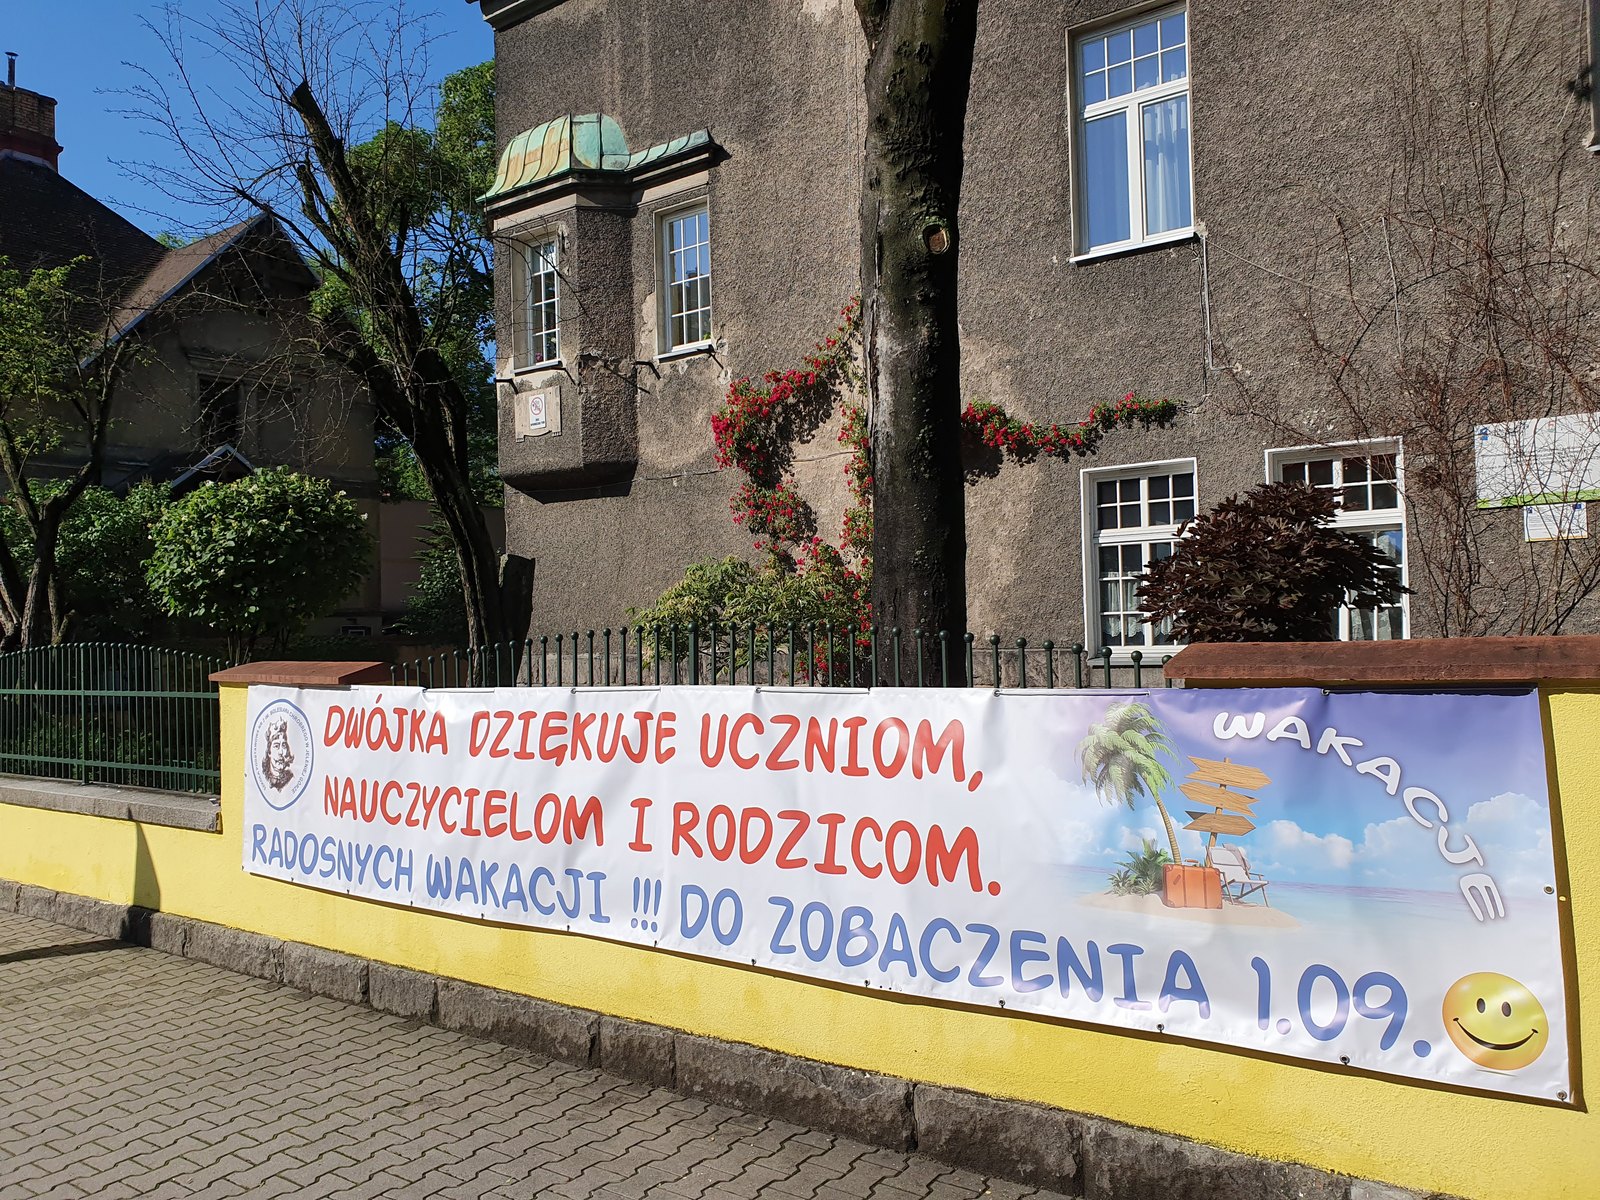 DWÓJKA DZIĘKUJE UCZNIOM,
NAUCZYCIELOM I RODZICOM.
RADOSNYCH WAKACJI !!! DO ZOBACZENIA 1.09.
WAKACJE